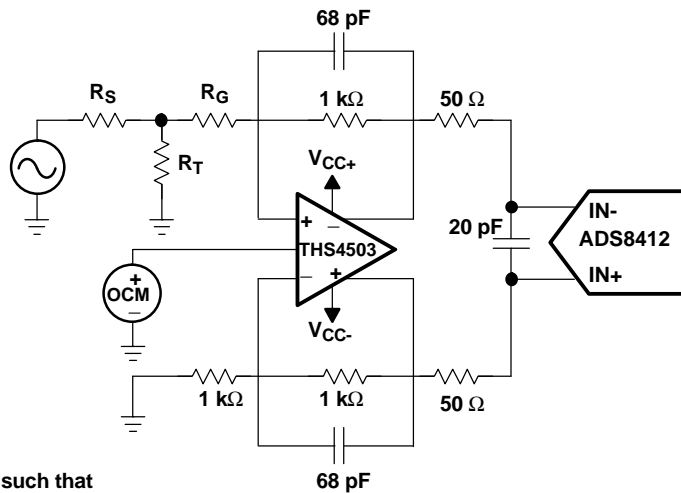 68 pF
R_S
R_G
1 kΩ
50 Ω
R_T
V_CC+
+
−
IN-
THS4503
20 pF
ADS8412
−
+
IN+
+
OCM
−
V_CC-
1 kΩ
1 kΩ
50 Ω
68 pF
such that